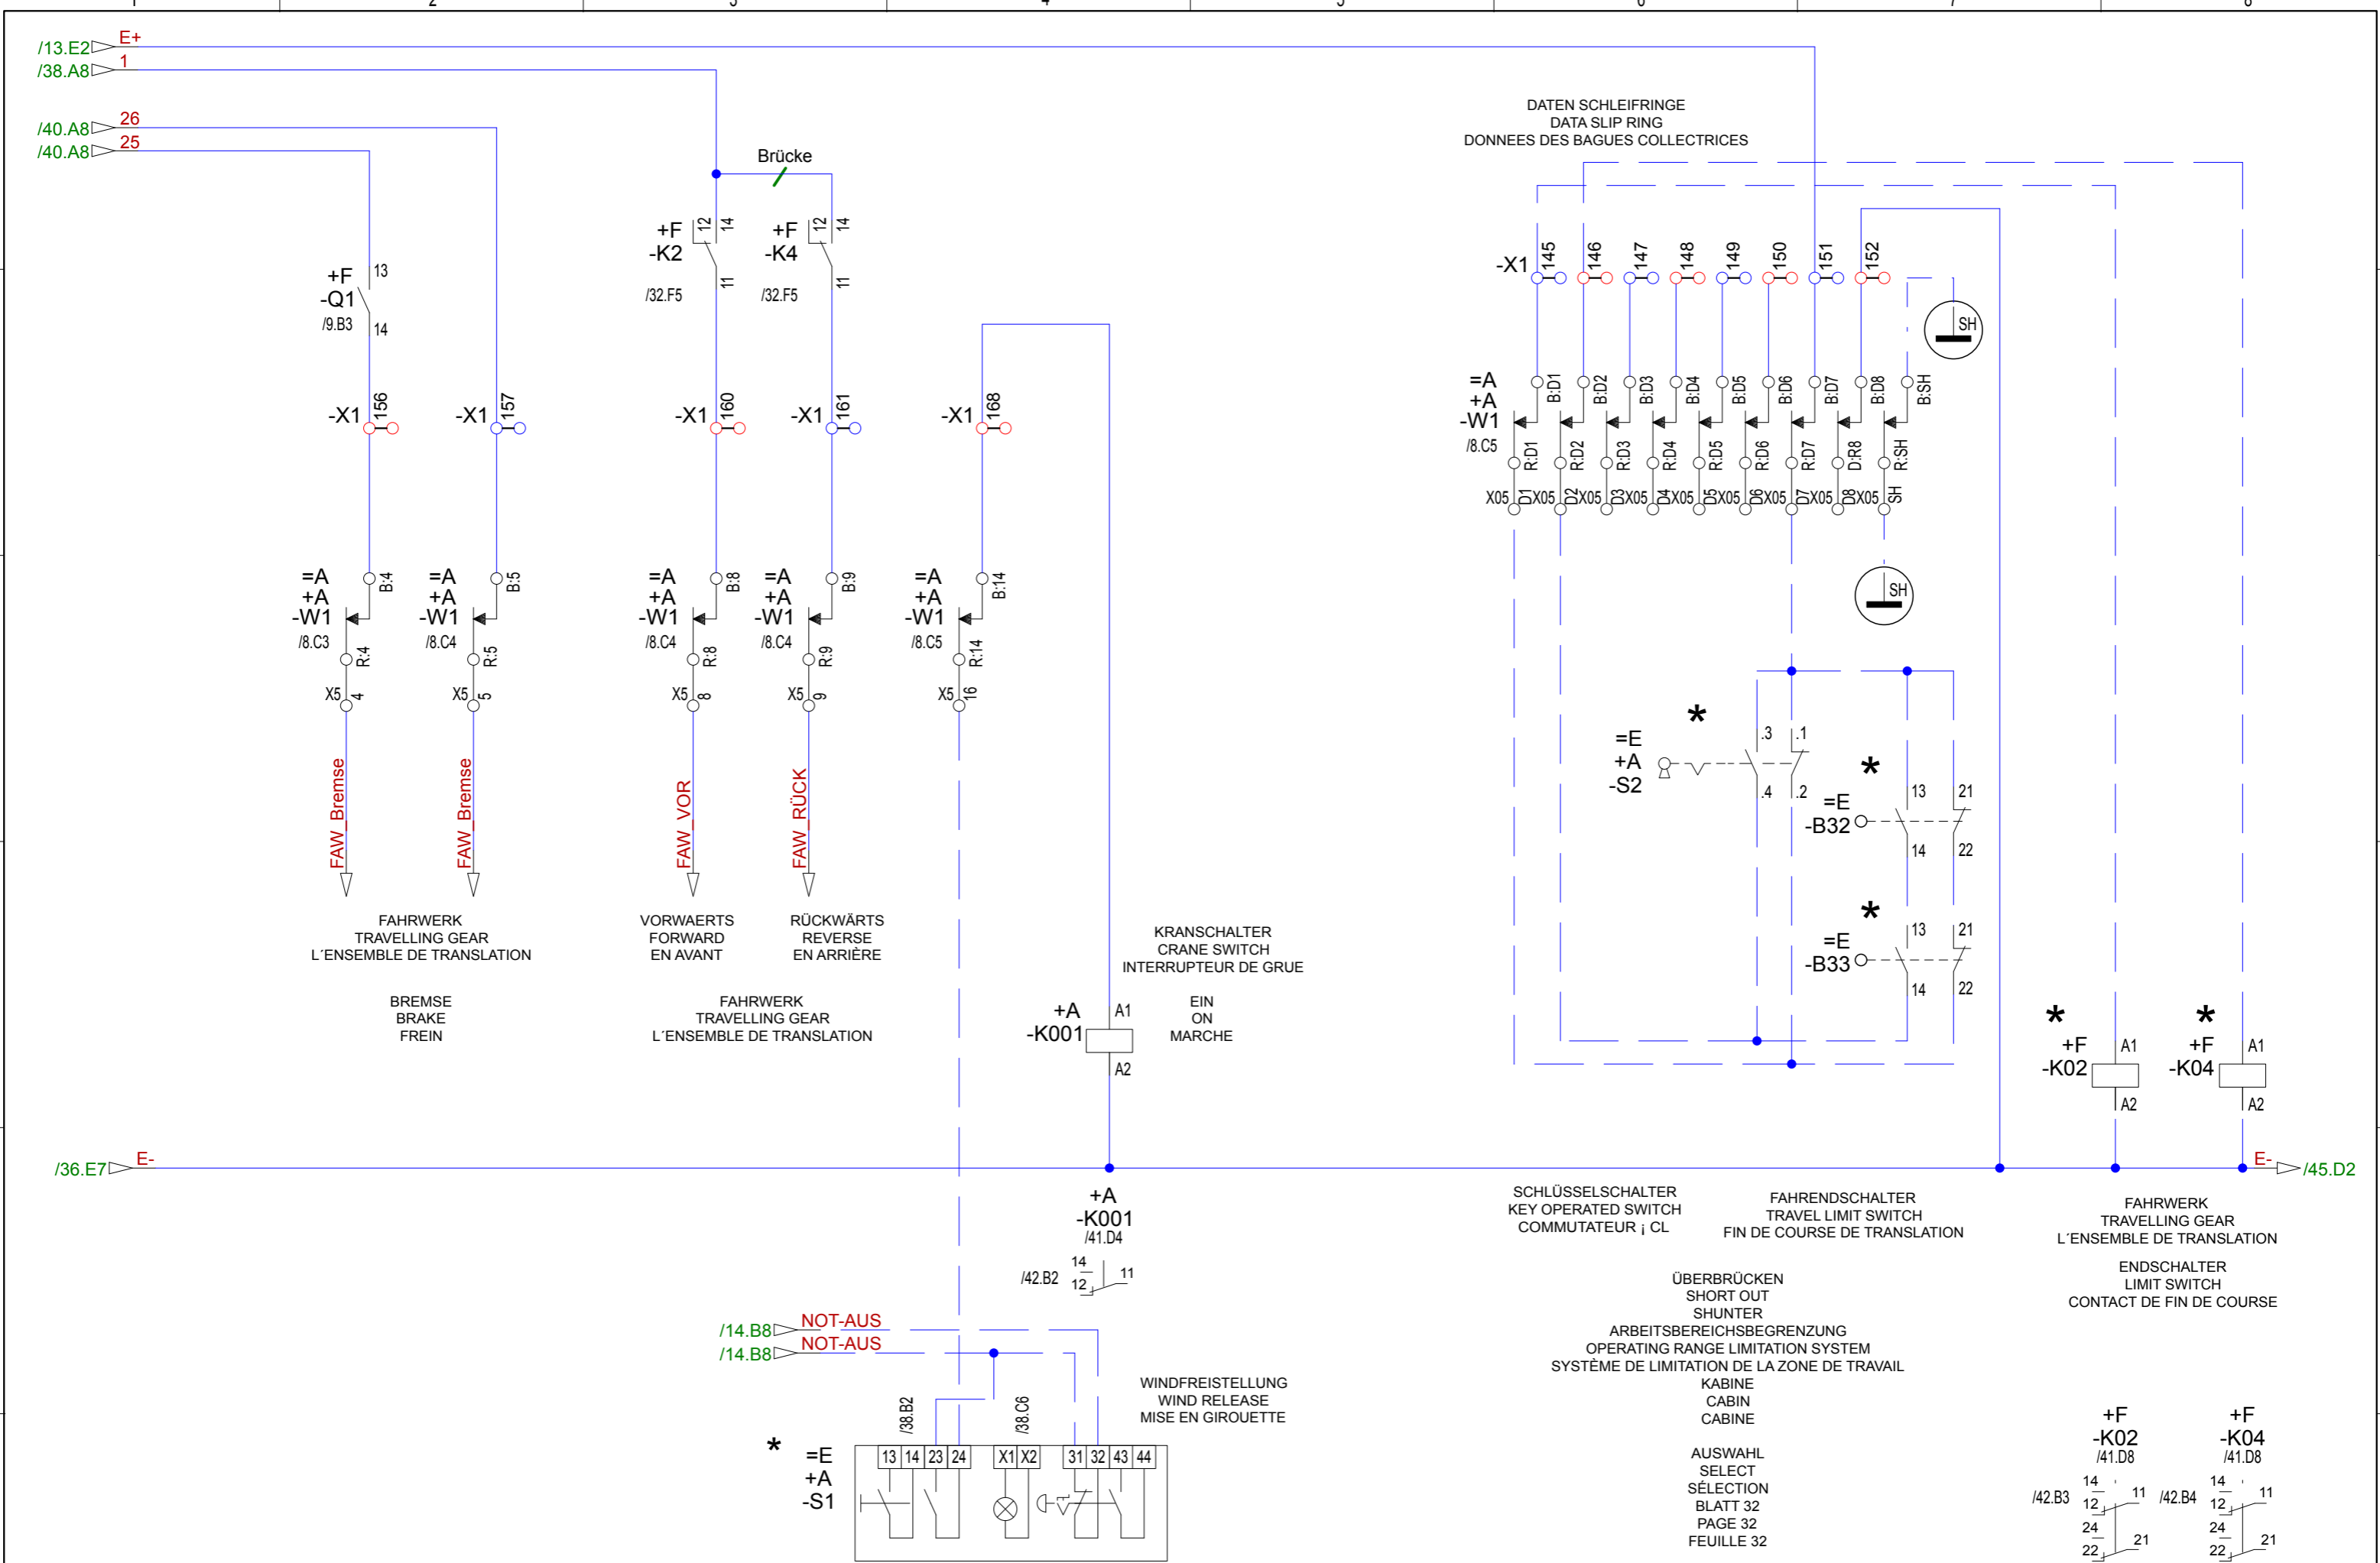 1 2 3 4 5 6 7 8
/13.E2 E+
/38.A8 1
/40.A8 26
/40.A8 25
Brücke
DATEN SCHLEIFRINGE
DATA SLIP RING
DONNEES DES BAGUES COLLECTRICES
+F
-Q1
/9.B3
13
14
+F
-K2
/32.F5
12 14
11
+F
-K4
/32.F5
12 14
11
-X1 145 146 147 148 149 150 151 152
SH
-X1 156
-X1 157
-X1 160
-X1 161
-X1 168
=A
+A
-W1
/8.C5
B:D1 B:D2 B:D3 B:D4 B:D5 B:D6 B:D7 B:D8 B:SH
R:D1 R:D2 R:D3 R:D4 R:D5 R:D6 R:D7 D:R8 R:SH
X05 D1 X05 D2 X05 D3 X05 D4 X05 D5 X05 D6 X05 D7 X05 D8 X05 SH
SH
=A
+A
-W1
/8.C3
B:4
R:4
X5 4
=A
+A
-W1
/8.C4
B:5
R:5
X5 5
=A
+A
-W1
/8.C4
B:8
R:8
X5 8
=A
+A
-W1
/8.C4
B:9
R:9
X5 9
=A
+A
-W1
/8.C5
B:14
R:14
X5 16
FAW_Bremse
FAW_Bremse
FAW_VOR
FAW_RÜCK
*
=E
+A
-S2
.3 .1
.4 .2
*
=E
-B32
13 21
14 22
*
=E
-B33
13 21
14 22
FAHRWERK
TRAVELLING GEAR
L´ENSEMBLE DE TRANSLATION
BREMSE
BRAKE
FREIN
VORWAERTS
FORWARD
EN AVANT
RÜCKWÄRTS
REVERSE
EN ARRIÈRE
FAHRWERK
TRAVELLING GEAR
L´ENSEMBLE DE TRANSLATION
KRANSCHALTER
CRANE SWITCH
INTERRUPTEUR DE GRUE
EIN
ON
MARCHE
+A
-K001
A1
A2
*
+F
-K02
A1
A2
*
+F
-K04
A1
A2
/36.E7 E-
E- /45.D2
+A
-K001
/41.D4
/42.B2
14
12
11
SCHLÜSSELSCHALTER
KEY OPERATED SWITCH
COMMUTATEUR ¡ CL
FAHRENDSCHALTER
TRAVEL LIMIT SWITCH
FIN DE COURSE DE TRANSLATION
FAHRWERK
TRAVELLING GEAR
L´ENSEMBLE DE TRANSLATION
ENDSCHALTER
LIMIT SWITCH
CONTACT DE FIN DE COURSE
ÜBERBRÜCKEN
SHORT OUT
SHUNTER
ARBEITSBEREICHSBEGRENZUNG
OPERATING RANGE LIMITATION SYSTEM
SYSTÈME DE LIMITATION DE LA ZONE DE TRAVAIL
KABINE
CABIN
CABINE
AUSWAHL
SELECT
SÉLECTION
BLATT 32
PAGE 32
FEUILLE 32
/14.B8 NOT-AUS
/14.B8 NOT-AUS
WINDFREISTELLUNG
WIND RELEASE
MISE EN GIROUETTE
/38.B2
/38.C6
*
=E
+A
-S1
13 14 23 24 X1 X2 31 32 43 44
+F
-K02
/41.D8
/42.B3
14
12
11
24
22
21
+F
-K04
/41.D8
/42.B4
14
12
11
24
22
21